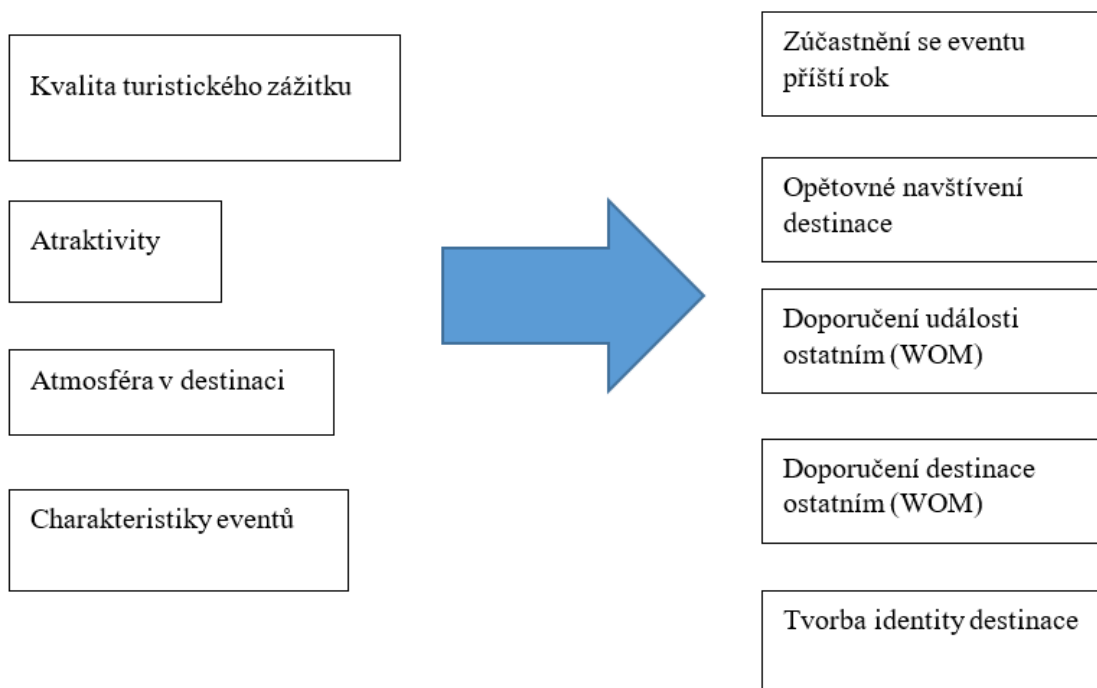 Kvalita turistického zážitku
Atraktivity
Atmosféra v destinaci
Charakteristiky eventů
Zúčastnění se eventu
příští rok
Opětovné navštívení
destinace
Doporučení události
ostatním (WOM)
Doporučení destinace
ostatním (WOM)
Tvorba identity destinace